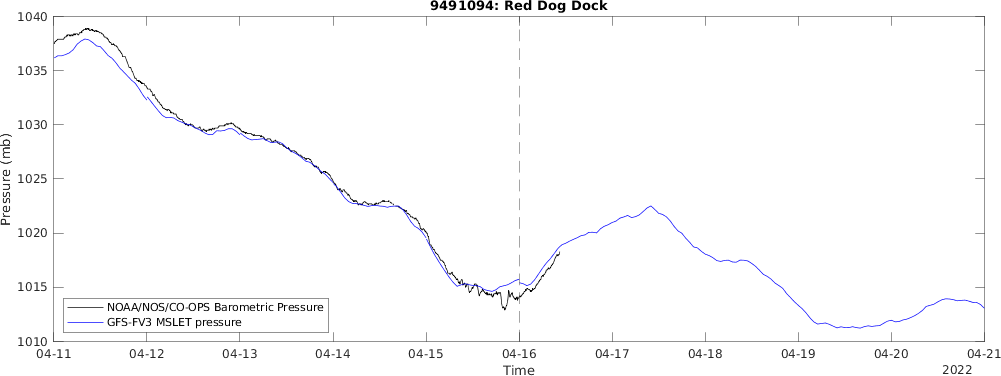 9491094: Red Dog Dock
1040
1035
1030
1025
1020
1015
1010
Pressure (mb)
NOAA/NOS/CO-OPS Barometric Pressure
GFS-FV3 MSLET pressure
04-11 04-12 04-13 04-14 04-15 04-16 04-17 04-18 04-19 04-20 04-21
Time
2022